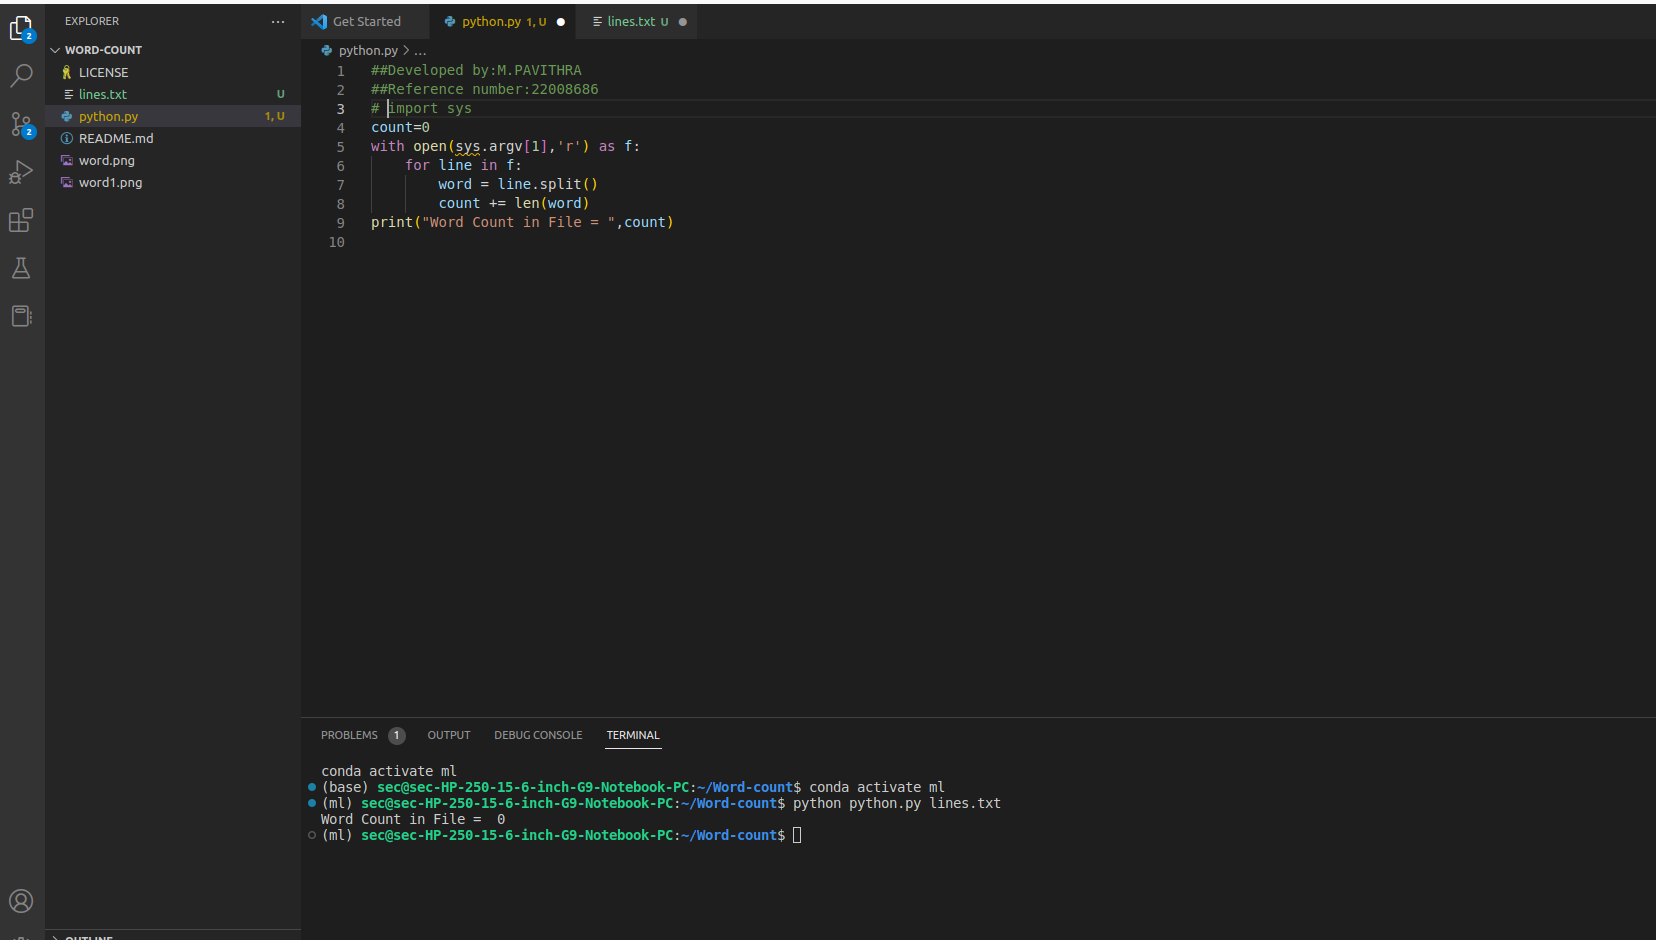 EXPLORER
WORD-COUNT
LICENSE
lines.txt U
python.py 1, U
README.md
word.png
word1.png
OUTLINE
2
2
Get Started
python.py 1, U
lines.txt U
python.py > ...
1 ##Developed by:M.PAVITHRA
2 ##Reference number:22008686
3 # import sys
4 count=0
5 with open(sys.argv[1],'r') as f:
6 for line in f:
7 word = line.split()
8 count += len(word)
9 print("Word Count in File = ",count)
10
PROBLEMS 1 OUTPUT DEBUG CONSOLE TERMINAL
conda activate ml
(base) sec@sec-HP-250-15-6-inch-G9-Notebook-PC:~/Word-count$ conda activate ml
(ml) sec@sec-HP-250-15-6-inch-G9-Notebook-PC:~/Word-count$ python python.py lines.txt
Word Count in File =  0
(ml) sec@sec-HP-250-15-6-inch-G9-Notebook-PC:~/Word-count$